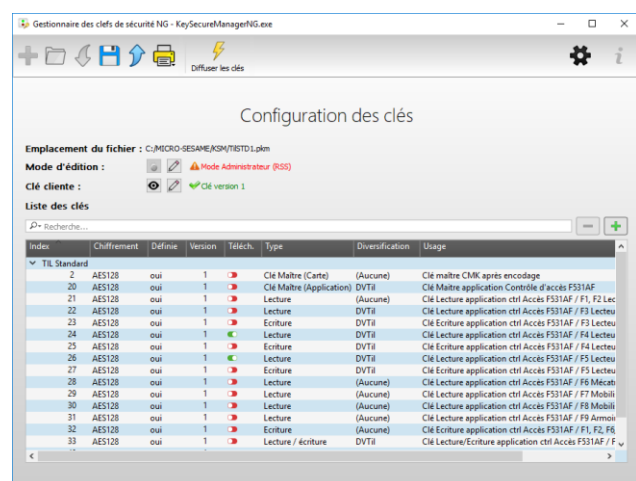 Gestionnaire des clefs de sécurité NG - KeySecureManagerNG.exe
Diffuser les clés
Configuration des clés
Emplacement du fichier : C:/MICRO-SESAME/KSM/TilSTD1.pkm
Mode d'édition : Mode Administrateur (RSS)
Clé cliente : Clé version 1
Liste des clés
Recherche...
Index Chiffrement Définie Version Téléch. Type Diversification Usage
TIL Standard
2 AES128 oui 1 Clé Maître (Carte) (Aucune) Clé maître CMK après encodage
20 AES128 oui 1 Clé Maître (Application) DVTil Clé Maitre application Contrôle d'accès F531AF
21 AES128 oui 1 Lecture (Aucune) Clé Lecture application ctrl Accès F531AF / F1, F2 Lec
22 AES128 oui 1 Lecture DVTil Clé Lecture application ctrl Accès F531AF / F3 Lecteu
23 AES128 oui 1 Ecriture DVTil Clé Ecriture application ctrl Accès F531AF / F3 Lecteu
24 AES128 oui 1 Lecture DVTil Clé Lecture application ctrl Accès F531AF / F4 Lecteu
25 AES128 oui 1 Ecriture DVTil Clé Ecriture application ctrl Accès F531AF / F4 Lecteu
26 AES128 oui 1 Lecture DVTil Clé Lecture application ctrl Accès F531AF / F5 Lecteu
27 AES128 oui 1 Ecriture DVTil Clé Ecriture application ctrl Accès F531AF / F5 Lecteu
28 AES128 oui 1 Lecture (Aucune) Clé Lecture application ctrl Accès F531AF / F6 Mécat
29 AES128 oui 1 Lecture (Aucune) Clé Lecture application ctrl Accès F531AF / F7 Mobili
30 AES128 oui 1 Lecture (Aucune) Clé Lecture application ctrl Accès F531AF / F8 Mobili
31 AES128 oui 1 Lecture (Aucune) Clé Lecture application ctrl Accès F531AF / F9 Armoir
32 AES128 oui 1 Ecriture (Aucune) Clé Ecriture application ctrl Accès F531AF / F1, F2, F6,
33 AES128 oui 1 Lecture / écriture DVTil Clé Lecture/Ecriture application ctrl Accès F531AF / F